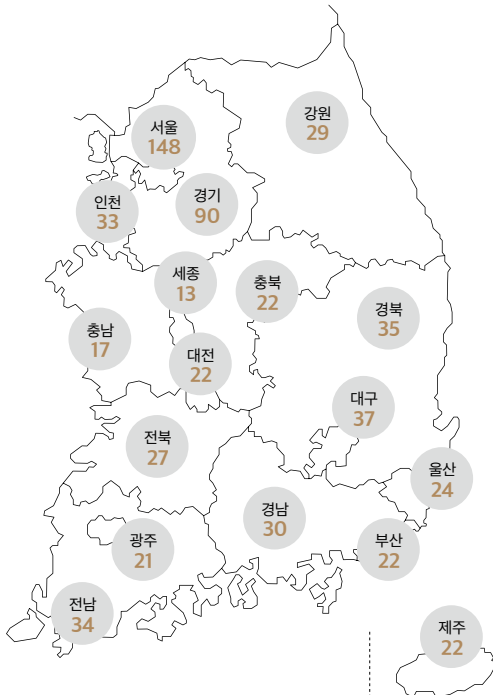 강원
29
서울
148
경기
90
인천
33
세종
13
충북
22
경북
35
충남
17
대전
22
대구
37
전북
27
울산
24
경남
30
광주
21
부산
22
전남
34
제주
22